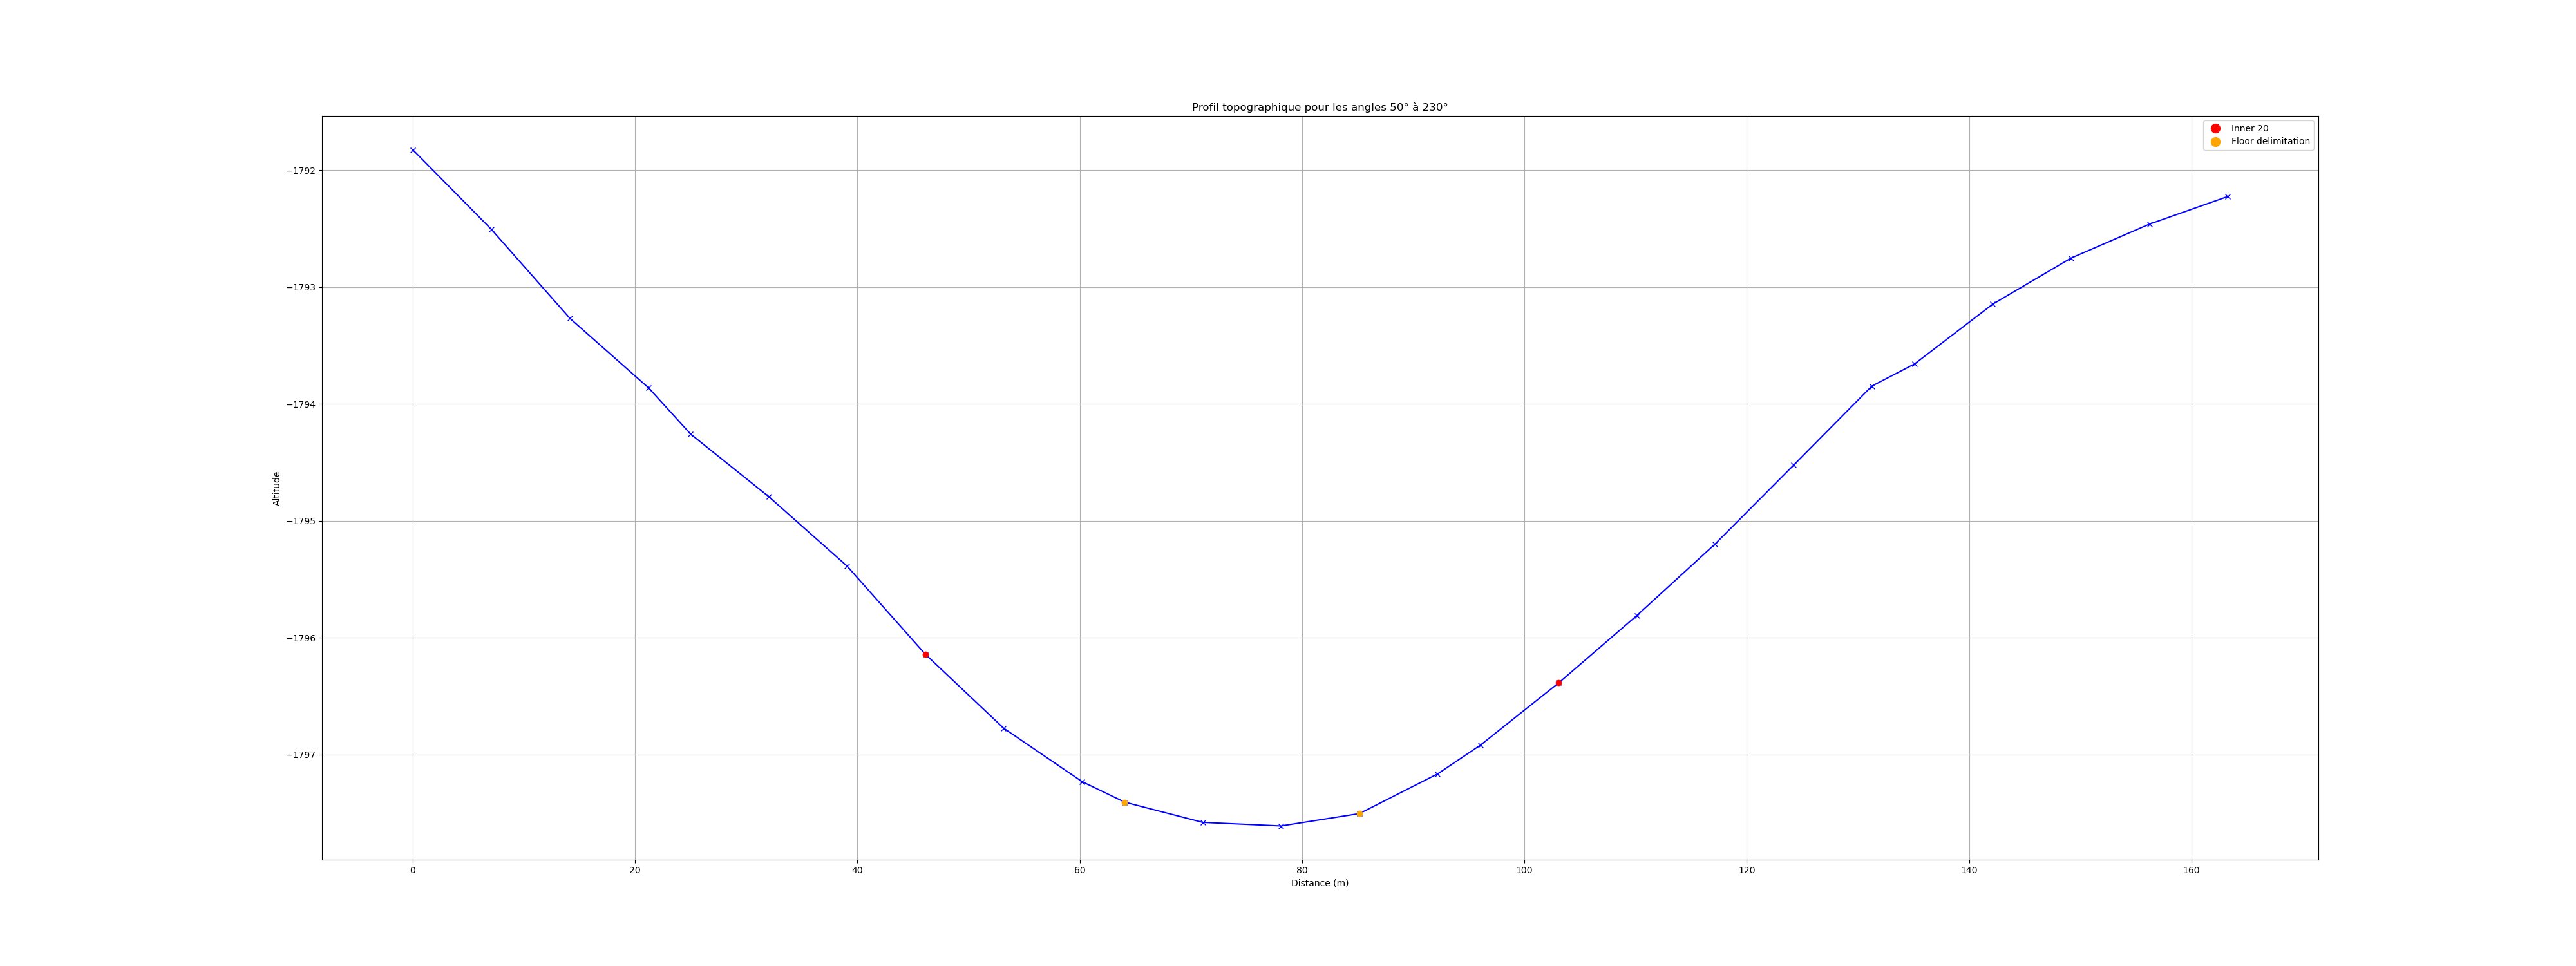 Profil topographique pour les angles 50° à 230°
Inner 20
Floor delimitation
−1792
−1793
−1794
−1795
−1796
−1797
Altitude
0 20 40 60 80 100 120 140 160
Distance (m)